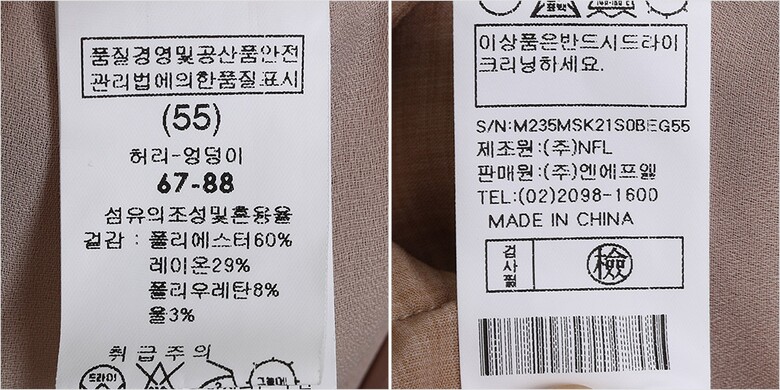 품질경영및공산품안전
관리법에의한품질표시
(55)
허리-엉덩이
67-88
섬유의조성및혼용율
겉감 : 폴리에스터60%
레이온29%
폴리우레탄8%
울3%
취급주의
드라이
표백
이상품은반드시드라이
크리닝하세요.
S/N:M235MSK21S0BEG55
제조원:(주)NFL
판매원:(주)엔에프엘
TEL:(02)2098-1600
MADE IN CHINA
검사필
檢